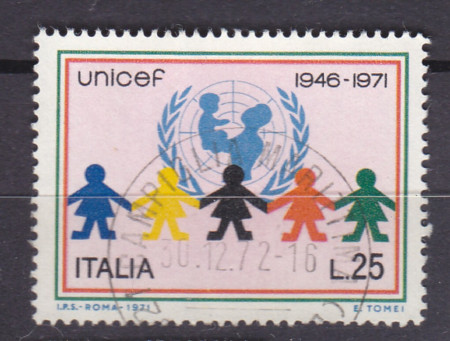 unicef 1946-1971
30.12.72-16
ITALIA L.25
I.P.S.-ROMA-1971 E. TOMEI